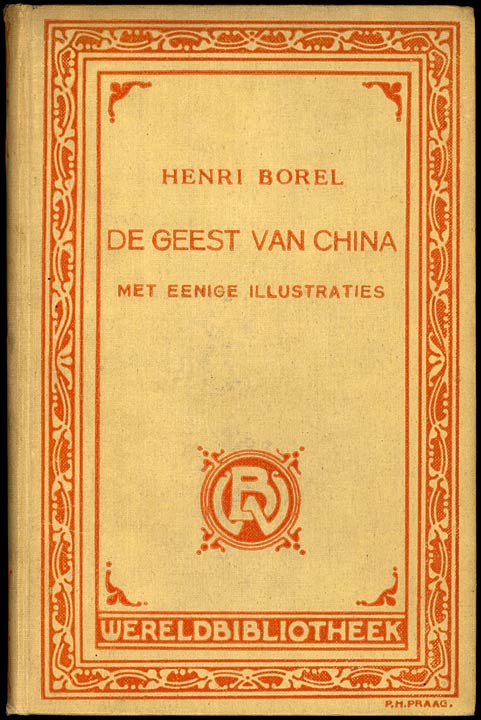 HENRI BOREL
DE GEEST VAN CHINA
MET EENIGE ILLUSTRATIES
WB
WERELDBIBLIOTHEEK
P.H.PRAAG.